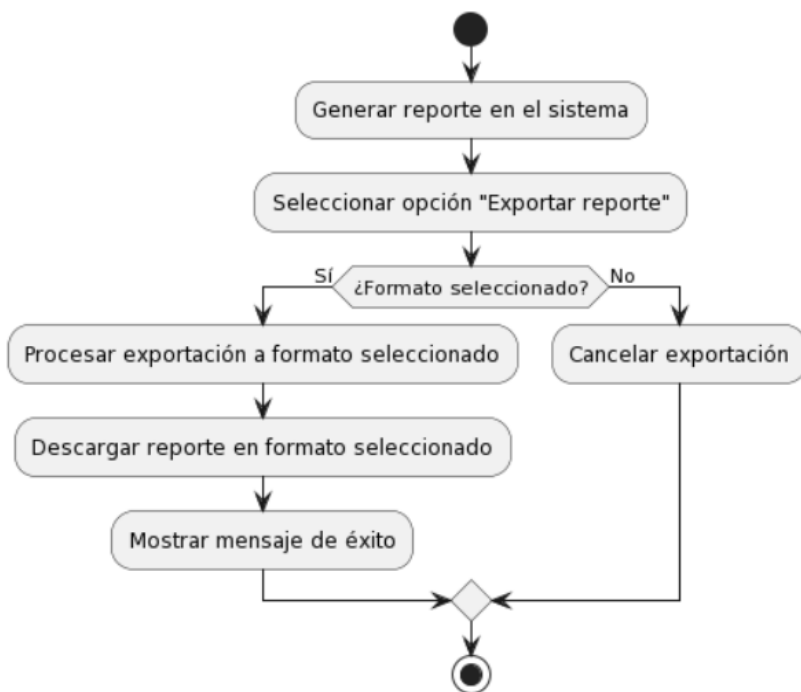 Generar reporte en el sistema
Seleccionar opción "Exportar reporte"
Sí
¿Formato seleccionado?
No
Procesar exportación a formato seleccionado
Cancelar exportación
Descargar reporte en formato seleccionado
Mostrar mensaje de éxito